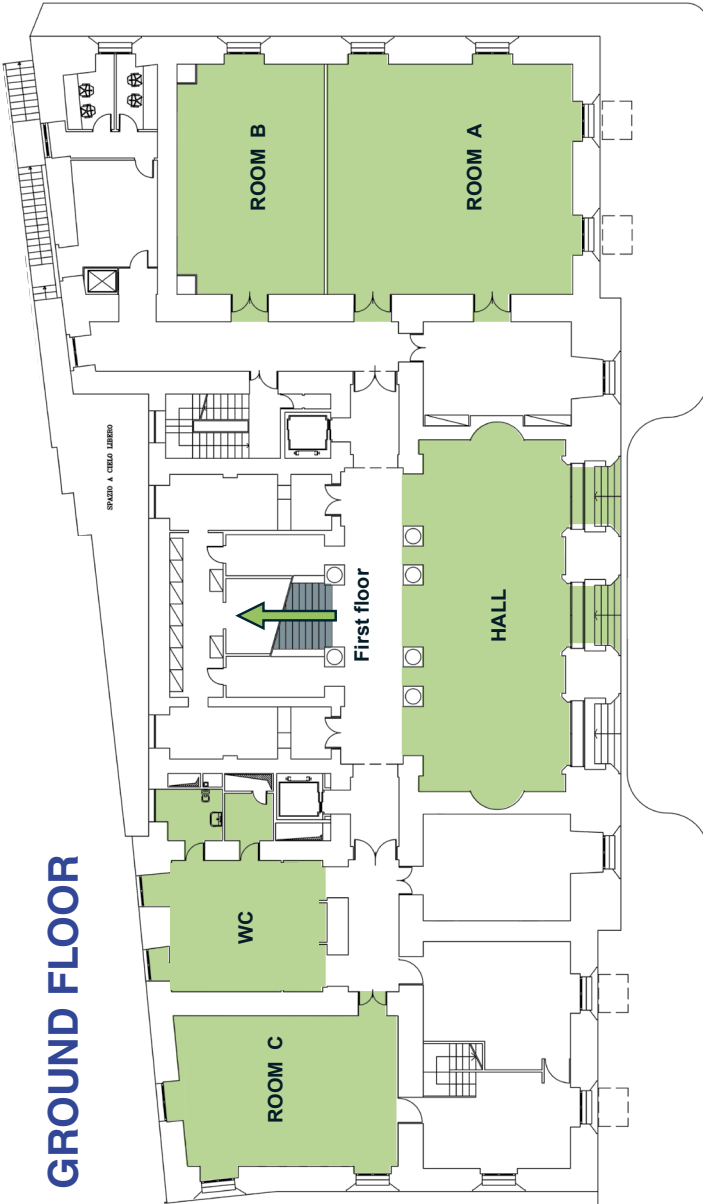 GROUND FLOOR
SPAZIO A CIELO LIBERO
ROOM C
WC
First floor
HALL
ROOM B
ROOM A